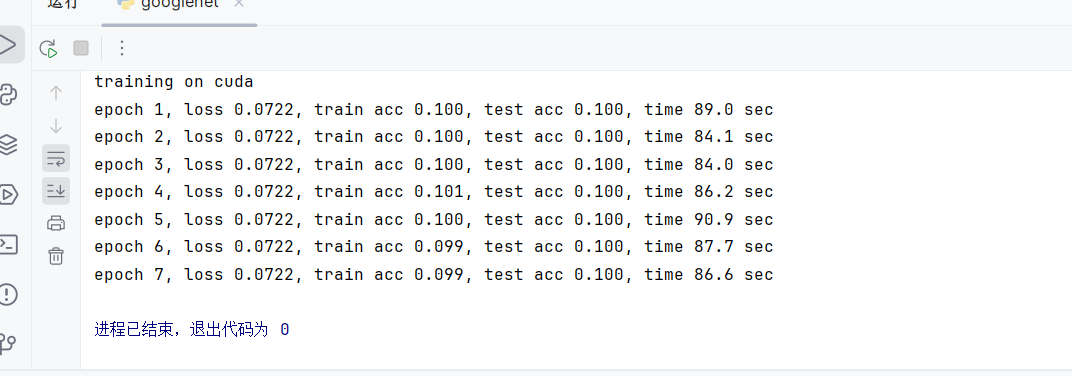 运行 googlenet
training on cuda
epoch 1, loss 0.0722, train acc 0.100, test acc 0.100, time 89.0 sec
epoch 2, loss 0.0722, train acc 0.100, test acc 0.100, time 84.1 sec
epoch 3, loss 0.0722, train acc 0.100, test acc 0.100, time 84.0 sec
epoch 4, loss 0.0722, train acc 0.101, test acc 0.100, time 86.2 sec
epoch 5, loss 0.0722, train acc 0.100, test acc 0.100, time 90.9 sec
epoch 6, loss 0.0722, train acc 0.099, test acc 0.100, time 87.7 sec
epoch 7, loss 0.0722, train acc 0.099, test acc 0.100, time 86.6 sec
进程已结束，退出代码为 0